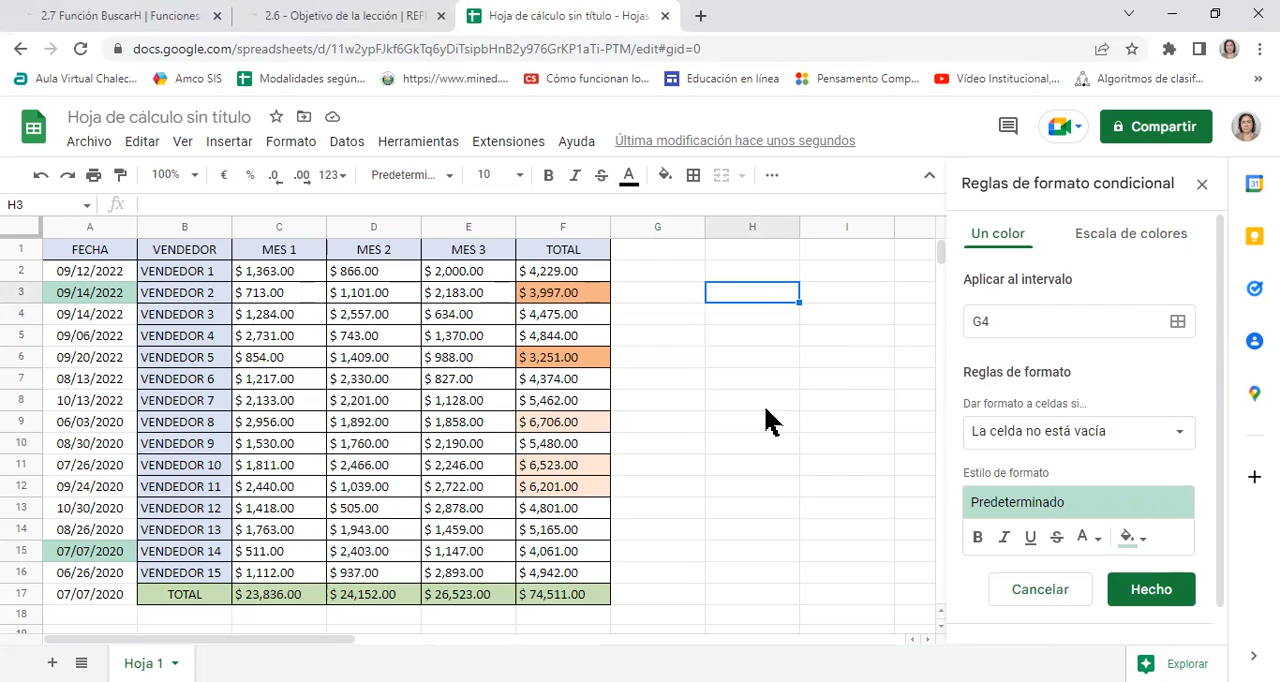 2.7 Función BuscarH | Funciones
2.6 - Objetivo de la lección | REF
Hoja de cálculo sin título - Hojas
docs.google.com/spreadsheets/d/11w2ypFJkf6GkTq6yDiTsipbHnB2y976GrKP1aTi-PTM/edit#gid=0
Aula Virtual Chalec...
Amco SIS
Modalidades según...
https://www.mined...
CS Cómo funcionan lo...
Educación en línea
Pensamento Comp...
Vídeo Institucional,...
Algoritmos de clasif...
»
Hoja de cálculo sin título
Archivo Editar Ver Insertar Formato Datos Herramientas Extensiones Ayuda Última modificación hace unos segundos
Compartir
100% € % .0 .00 123 Predetermi... 10 B I S A
H3 fx
A B C D E F G H I
1 FECHA VENDEDOR MES 1 MES 2 MES 3 TOTAL
2 09/12/2022 VENDEDOR 1 $ 1,363.00 $ 866.00 $ 2,000.00 $ 4,229.00
3 09/14/2022 VENDEDOR 2 $ 713.00 $ 1,101.00 $ 2,183.00 $ 3,997.00
4 09/14/2022 VENDEDOR 3 $ 1,284.00 $ 2,557.00 $ 634.00 $ 4,475.00
5 09/06/2022 VENDEDOR 4 $ 2,731.00 $ 743.00 $ 1,370.00 $ 4,844.00
6 09/20/2022 VENDEDOR 5 $ 854.00 $ 1,409.00 $ 988.00 $ 3,251.00
7 08/13/2022 VENDEDOR 6 $ 1,217.00 $ 2,330.00 $ 827.00 $ 4,374.00
8 10/13/2022 VENDEDOR 7 $ 2,133.00 $ 2,201.00 $ 1,128.00 $ 5,462.00
9 06/03/2020 VENDEDOR 8 $ 2,956.00 $ 1,892.00 $ 1,858.00 $ 6,706.00
10 08/30/2020 VENDEDOR 9 $ 1,530.00 $ 1,760.00 $ 2,190.00 $ 5,480.00
11 07/26/2020 VENDEDOR 10 $ 1,811.00 $ 2,466.00 $ 2,246.00 $ 6,523.00
12 09/24/2020 VENDEDOR 11 $ 2,440.00 $ 1,039.00 $ 2,722.00 $ 6,201.00
13 10/30/2020 VENDEDOR 12 $ 1,418.00 $ 505.00 $ 2,878.00 $ 4,801.00
14 08/26/2020 VENDEDOR 13 $ 1,763.00 $ 1,943.00 $ 1,459.00 $ 5,165.00
15 07/07/2020 VENDEDOR 14 $ 511.00 $ 2,403.00 $ 1,147.00 $ 4,061.00
16 06/26/2020 VENDEDOR 15 $ 1,112.00 $ 937.00 $ 2,893.00 $ 4,942.00
17 07/07/2020 TOTAL $ 23,836.00 $ 24,152.00 $ 26,523.00 $ 74,511.00
18
19
Reglas de formato condicional
Un color Escala de colores
Aplicar al intervalo
G4
Reglas de formato
Dar formato a celdas si...
La celda no está vacía
Estilo de formato
Predeterminado
B I U S A
Cancelar Hecho
31
Hoja 1
Explorar